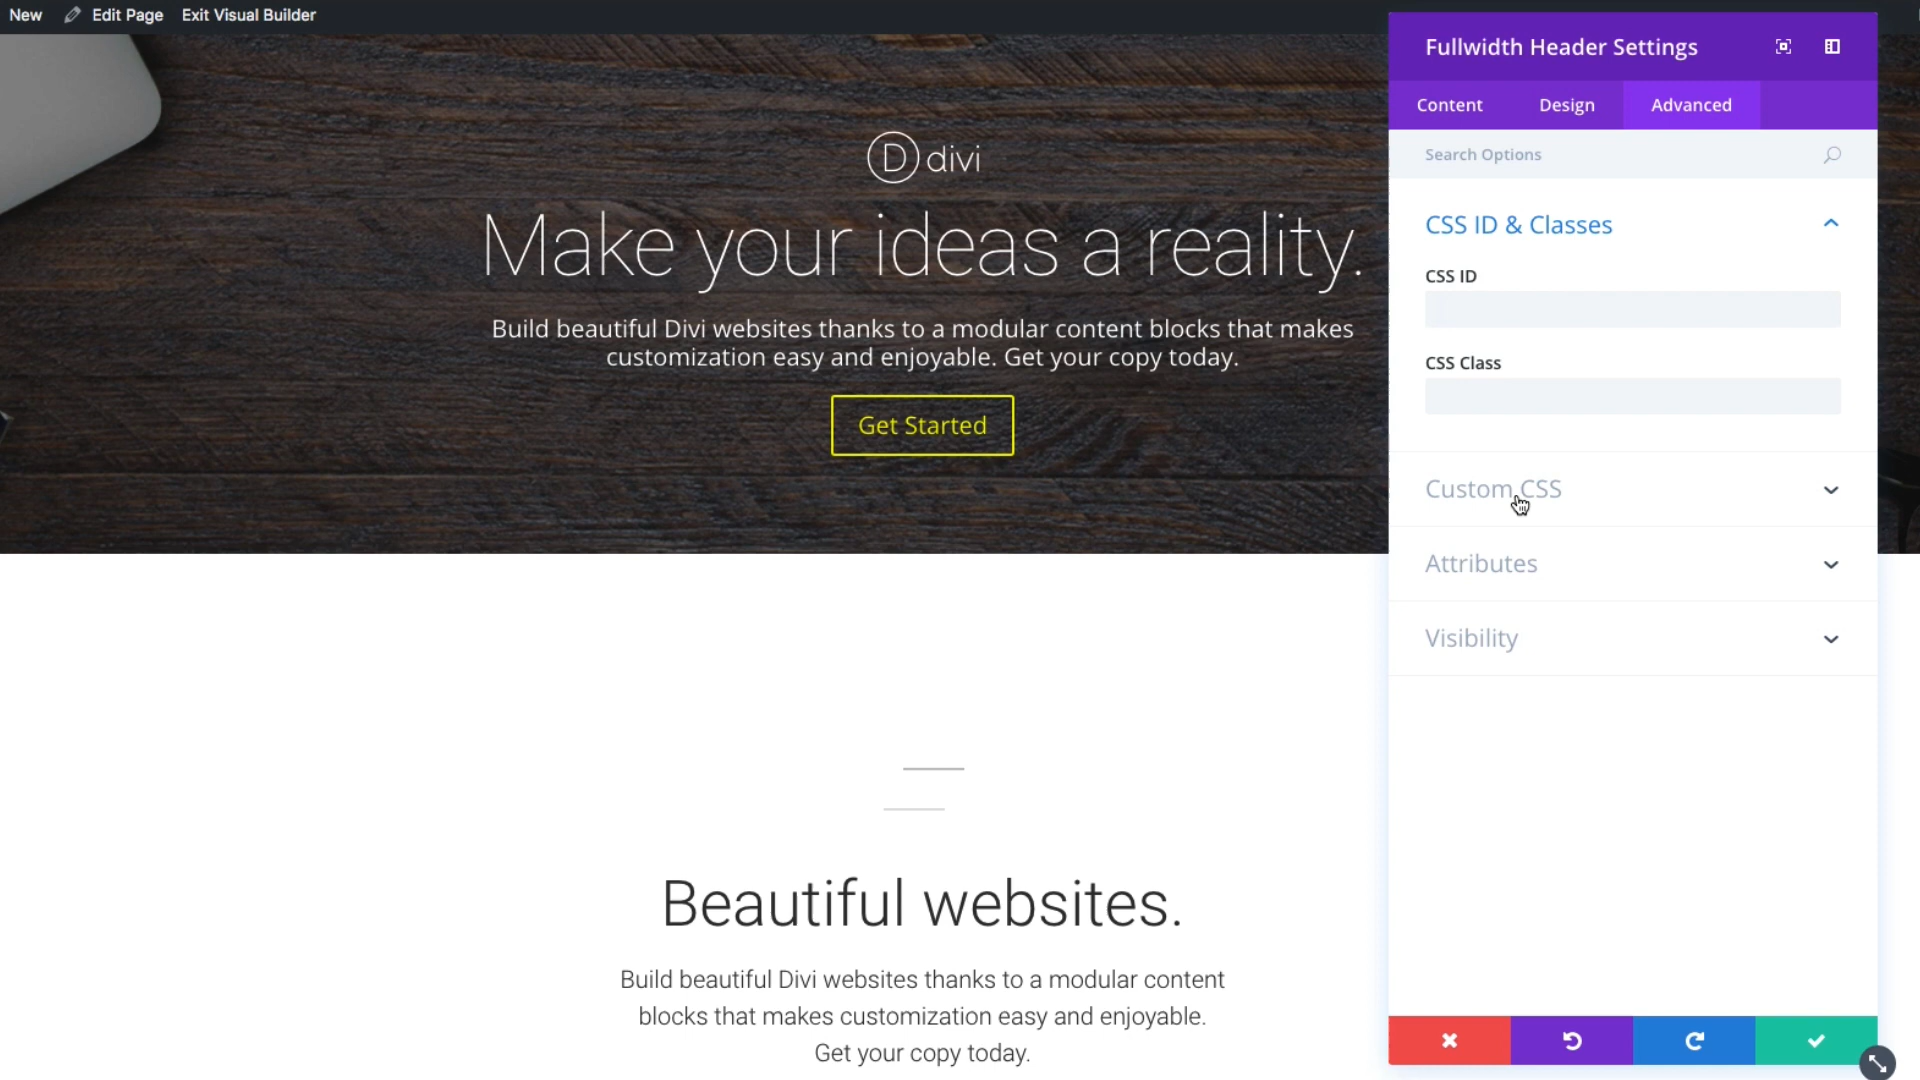 New Edit Page Exit Visual Builder
D divi
Make your ideas a reality.
Build beautiful Divi websites thanks to a modular content blocks that makes
customization easy and enjoyable. Get your copy today.
Get Started
Beautiful websites.
Build beautiful Divi websites thanks to a modular content
blocks that makes customization easy and enjoyable.
Get your copy today.
Fullwidth Header Settings
Content Design Advanced
Search Options
CSS ID & Classes
CSS ID
CSS Class
Custom CSS
Attributes
Visibility